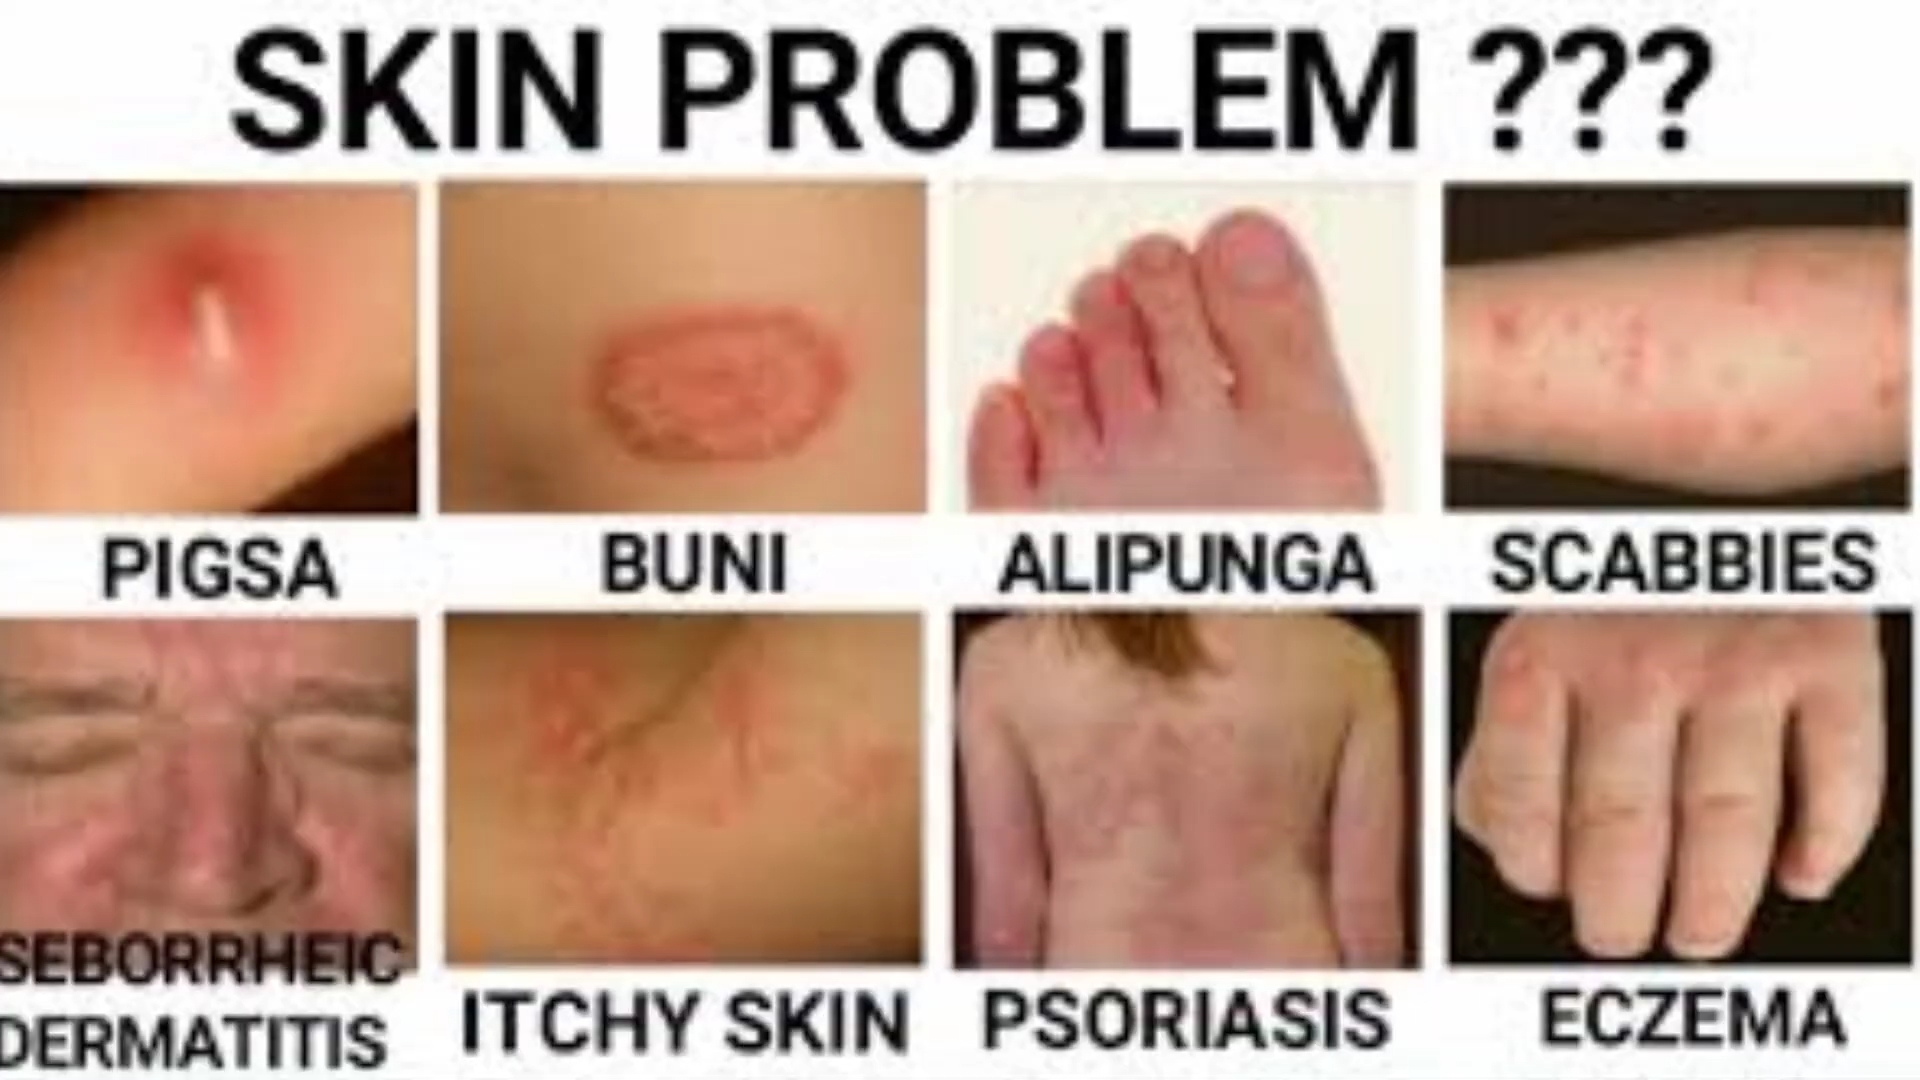 SKIN PROBLEM ???
PIGSA
BUNI
ALIPUNGA
SCABBIES
SEBORRHEIC
DERMATITIS
ITCHY SKIN
PSORIASIS
ECZEMA